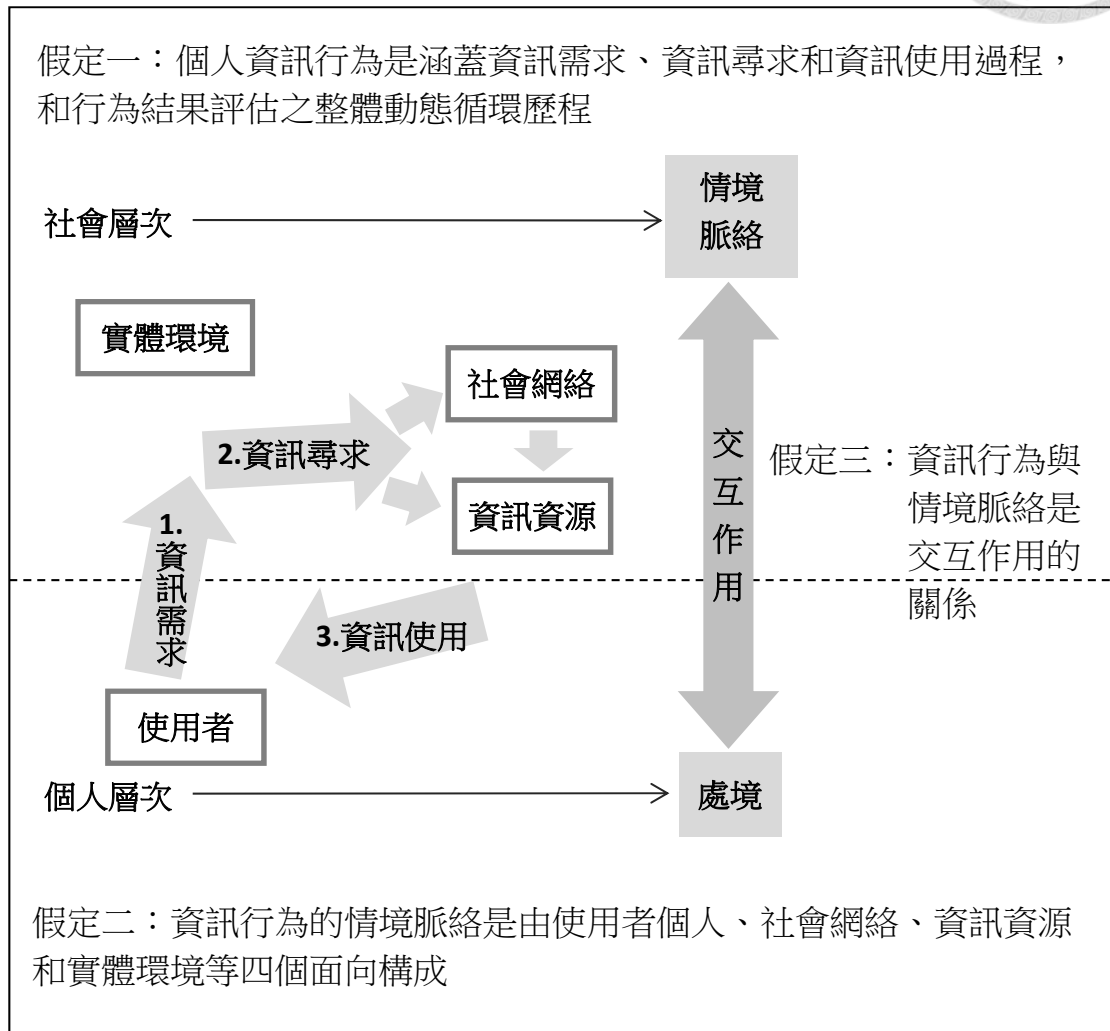 假定一：個人資訊行為是涵蓋資訊需求、資訊尋求和資訊使用過程，
和行為結果評估之整體動態循環歷程
社會層次
情境
脈絡
實體環境
社會網絡
2.資訊尋求
資訊資源
1.
資訊需求
交互作用
假定三：資訊行為與
情境脈絡是
交互作用的
關係
3.資訊使用
使用者
個人層次
處境
假定二：資訊行為的情境脈絡是由使用者個人、社會網絡、資訊資源
和實體環境等四個面向構成